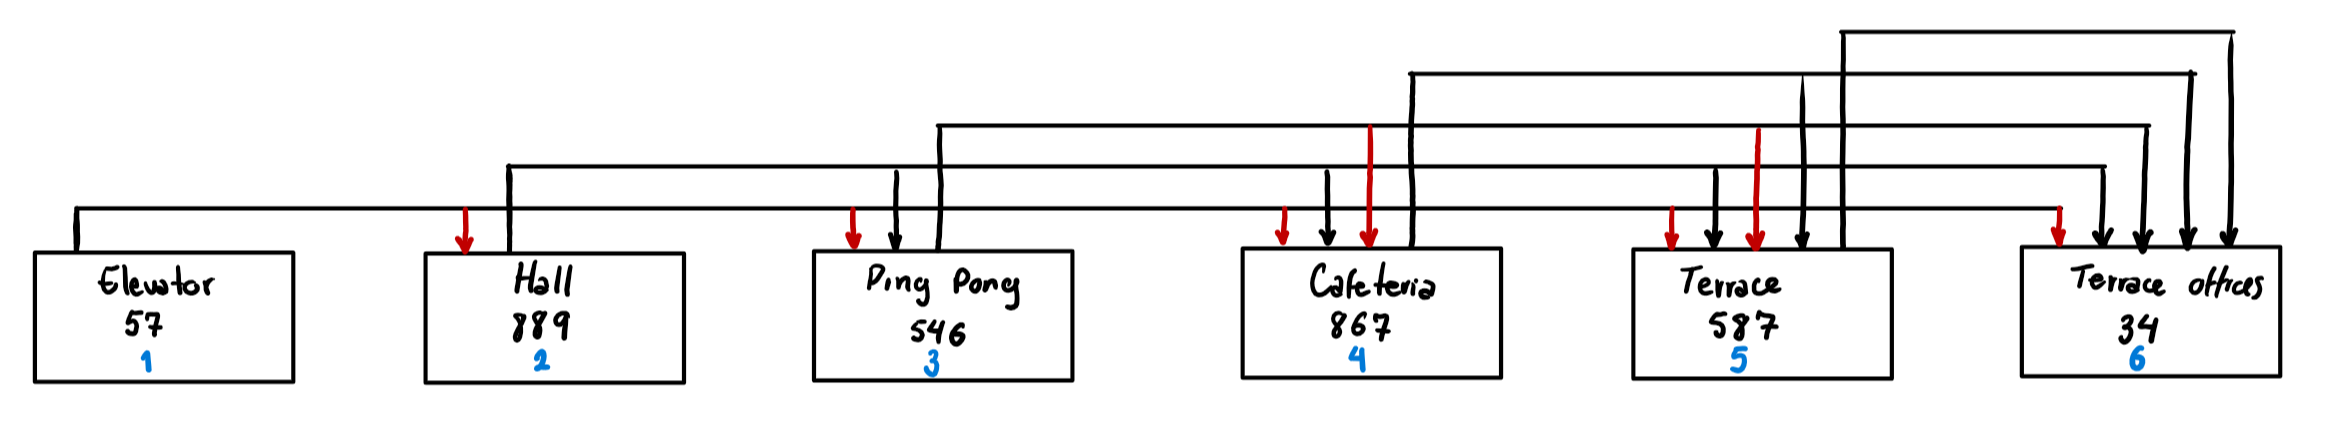 Elevator
57
1
Hall
889
2
Ping Pong
546
3
Cafeteria
867
4
Terrace
587
5
Terrace offices
34
6